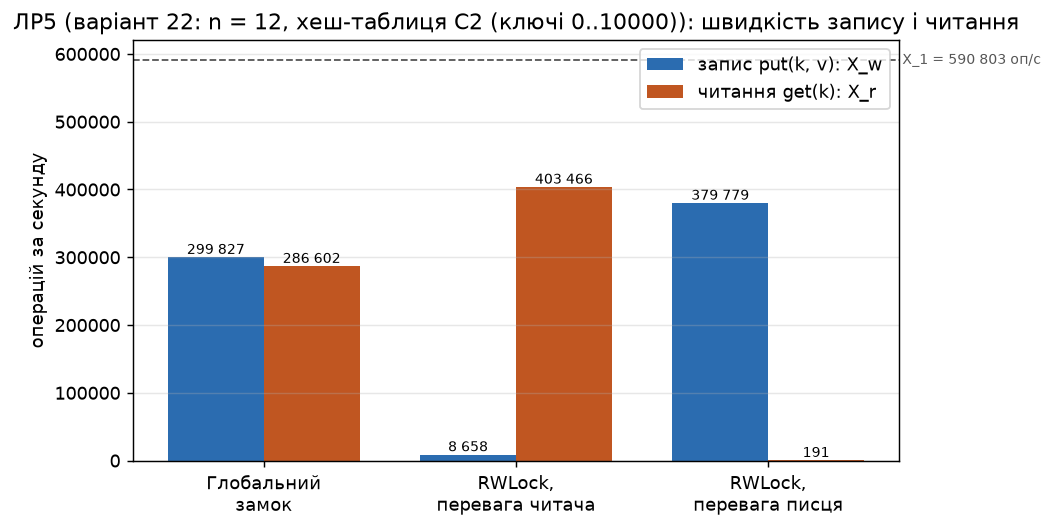 ЛР5 (варіант 22: n = 12, хеш-таблиця C2 (ключі 0..10000)): швидкість запису і читання
операцій за секунду
600000
500000
400000
300000
200000
100000
0
X_1 = 590 803 оп/с
запис put(k, v): X_w
читання get(k): X_r
299 827
286 602
8 658
403 466
379 779
191
Глобальний
замок
RWLock,
перевага читача
RWLock,
перевага писця